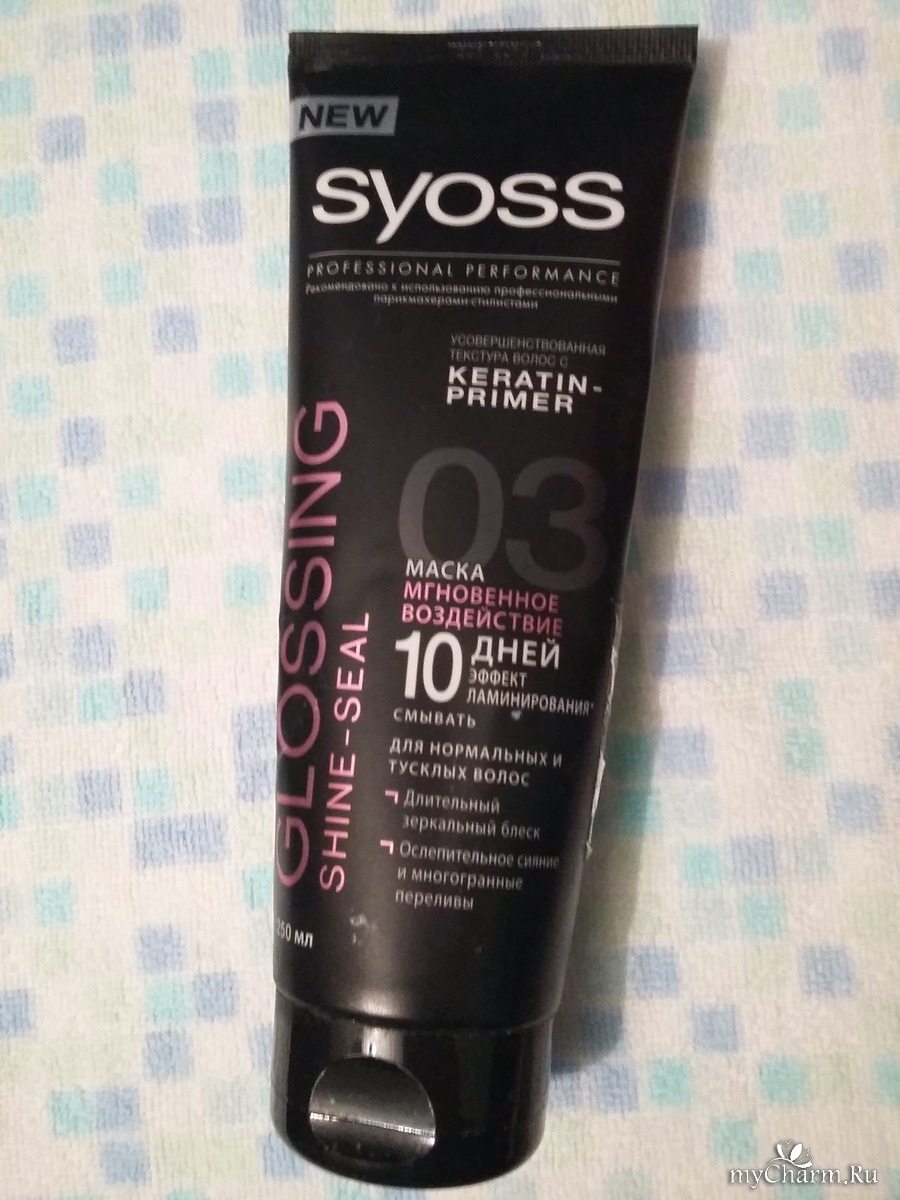 NEW
syoss
PROFESSIONAL PERFORMANCE
Рекомендовано к использованию профессиональными
парикмахерами-стилистами
УСОВЕРШЕНСТВОВАННАЯ
ТЕКСТУРА ВОЛОС С
KERATIN-
PRIMER
GLOSSING
SHINE-SEAL
03
МАСКА
МГНОВЕННОЕ
ВОЗДЕЙСТВИЕ
10 ДНЕЙ
ЭФФЕКТ
ЛАМИНИРОВАНИЯ*
СМЫВАТЬ
ДЛЯ НОРМАЛЬНЫХ И
ТУСКЛЫХ ВОЛОС
Длительный
зеркальный блеск
Ослепительное сияние
и многогранные
переливы
250 МЛ
myCharm.Ru